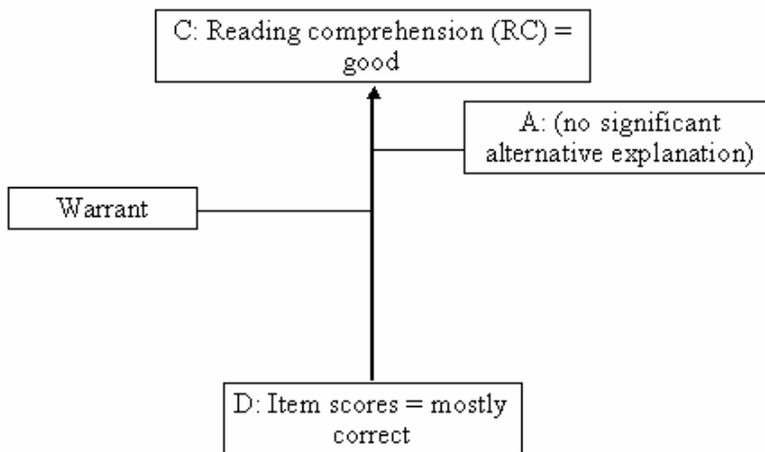 C: Reading comprehension (RC) =
good
A: (no significant
alternative explanation)
Warrant
D: Item scores = mostly
correct